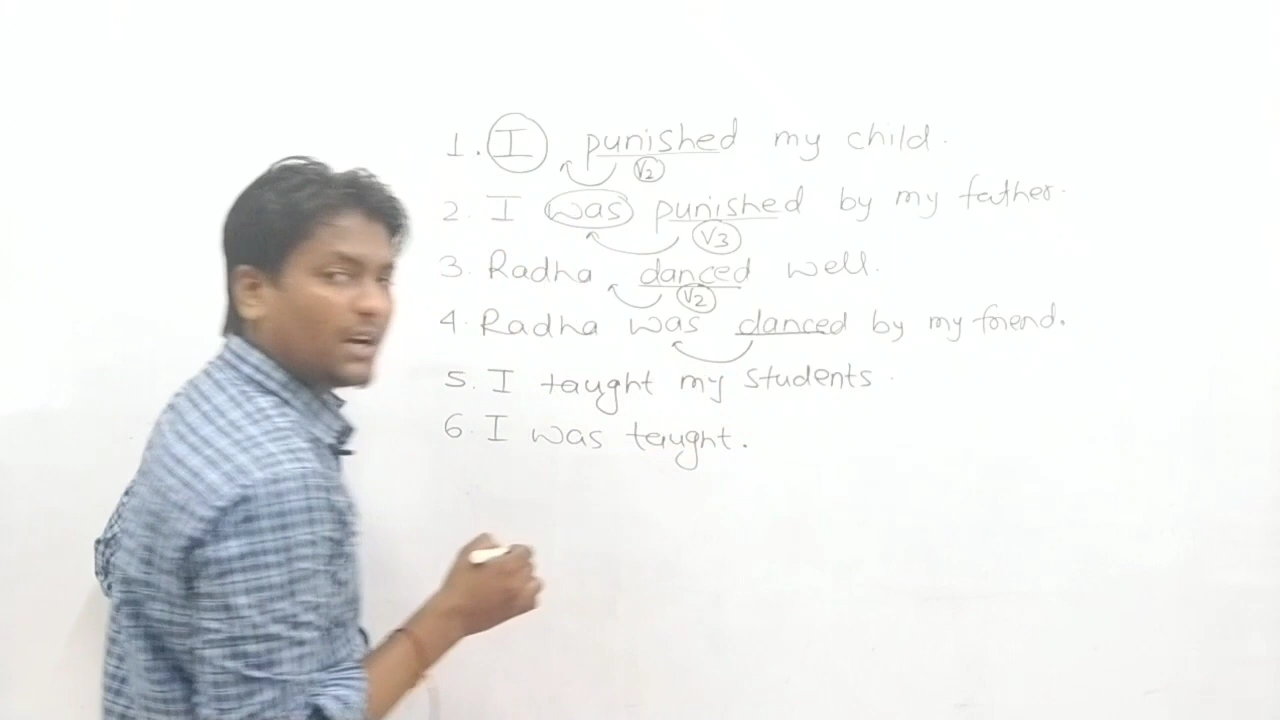 1. I punished my child.
V2
2. I was punished by my father.
V3
3. Radha danced well.
V2
4. Radha was danced by my friend.
5. I taught my students.
6. I was taught.